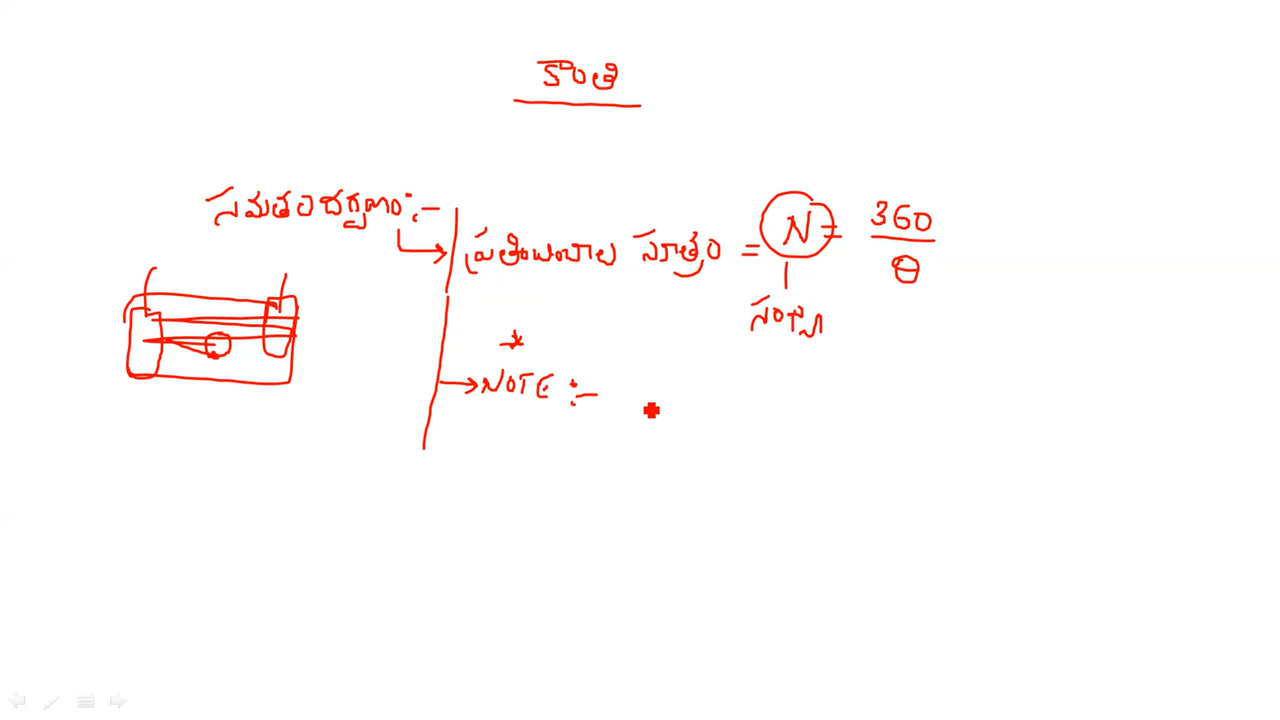 కాంతి
సమతలదర్పణం:-
ప్రతిబింబాల సూత్రం = N = 360
θ
సంఖ్య
*
NOTE :-